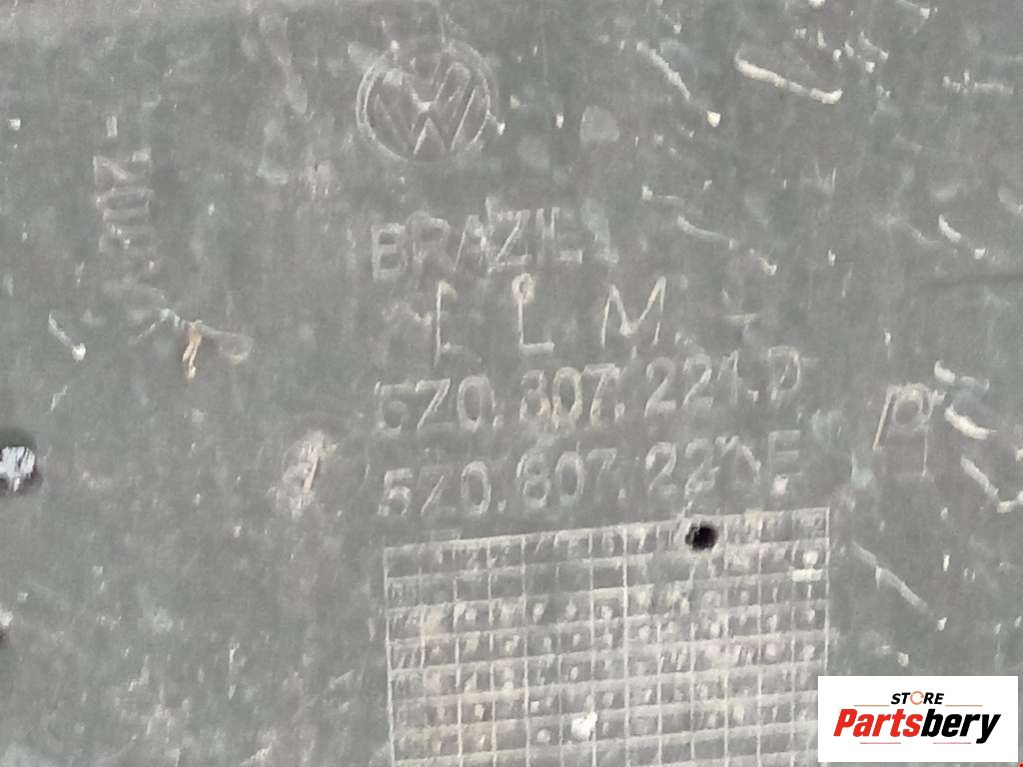 BRAZIL
L L M
5Z0.807.221.D
5Z0.807.221.E
STORE
Partsbery